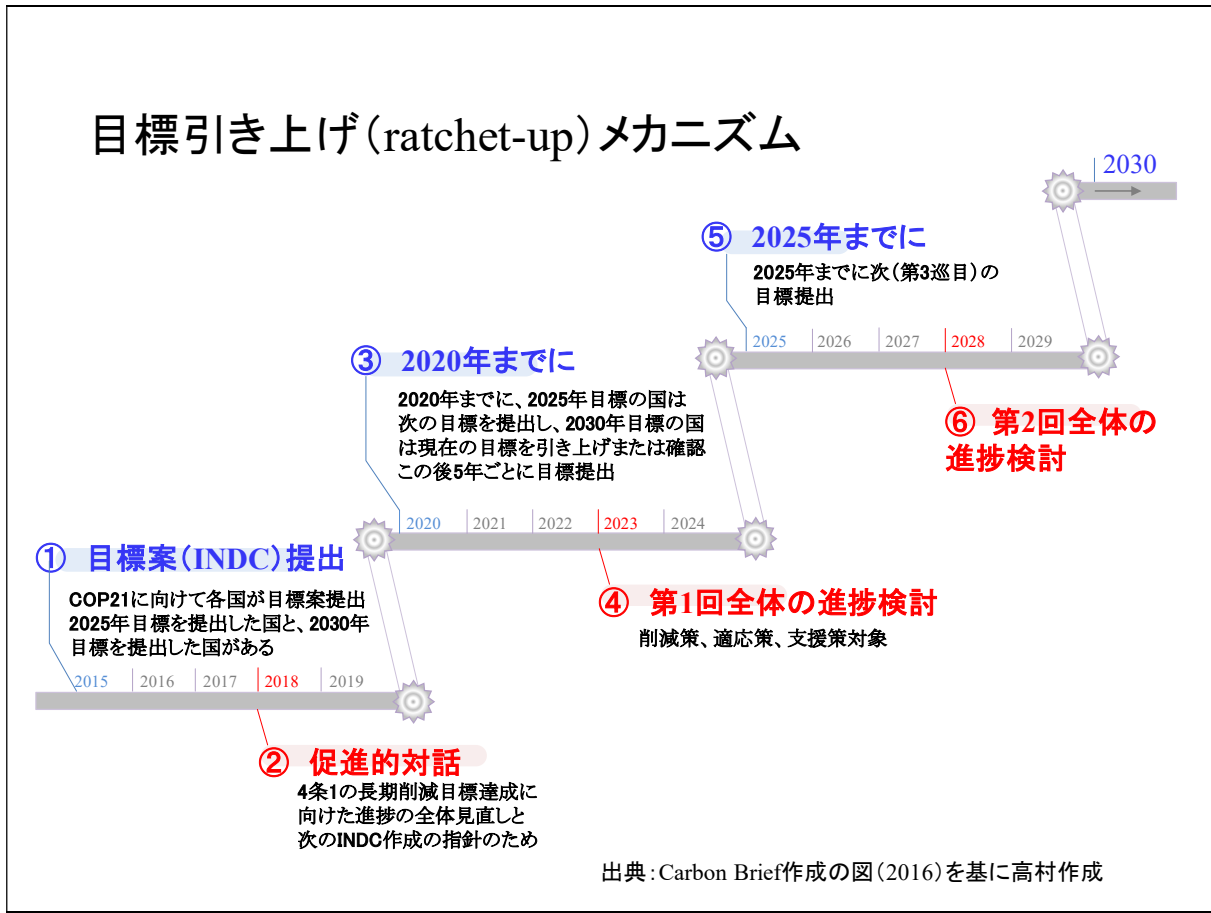 目標引き上げ(ratchet-up)メカニズム
① 目標案(INDC)提出
COP21に向けて各国が目標案提出
2025年目標を提出した国と、2030年
目標を提出した国がある
2015 2016 2017 2018 2019
② 促進的対話
4条1の長期削減目標達成に
向けた進捗の全体見直しと
次のINDC作成の指針のため
③ 2020年までに
2020年までに、2025年目標の国は
次の目標を提出し、2030年目標の国
は現在の目標を引き上げまたは確認
この後5年ごとに目標提出
2020 2021 2022 2023 2024
④ 第1回全体の進捗検討
削減策、適応策、支援策対象
⑤ 2025年までに
2025年までに次(第3巡目)の
目標提出
2025 2026 2027 2028 2029
⑥ 第2回全体の
進捗検討
2030
出典:Carbon Brief作成の図(2016)を基に高村作成